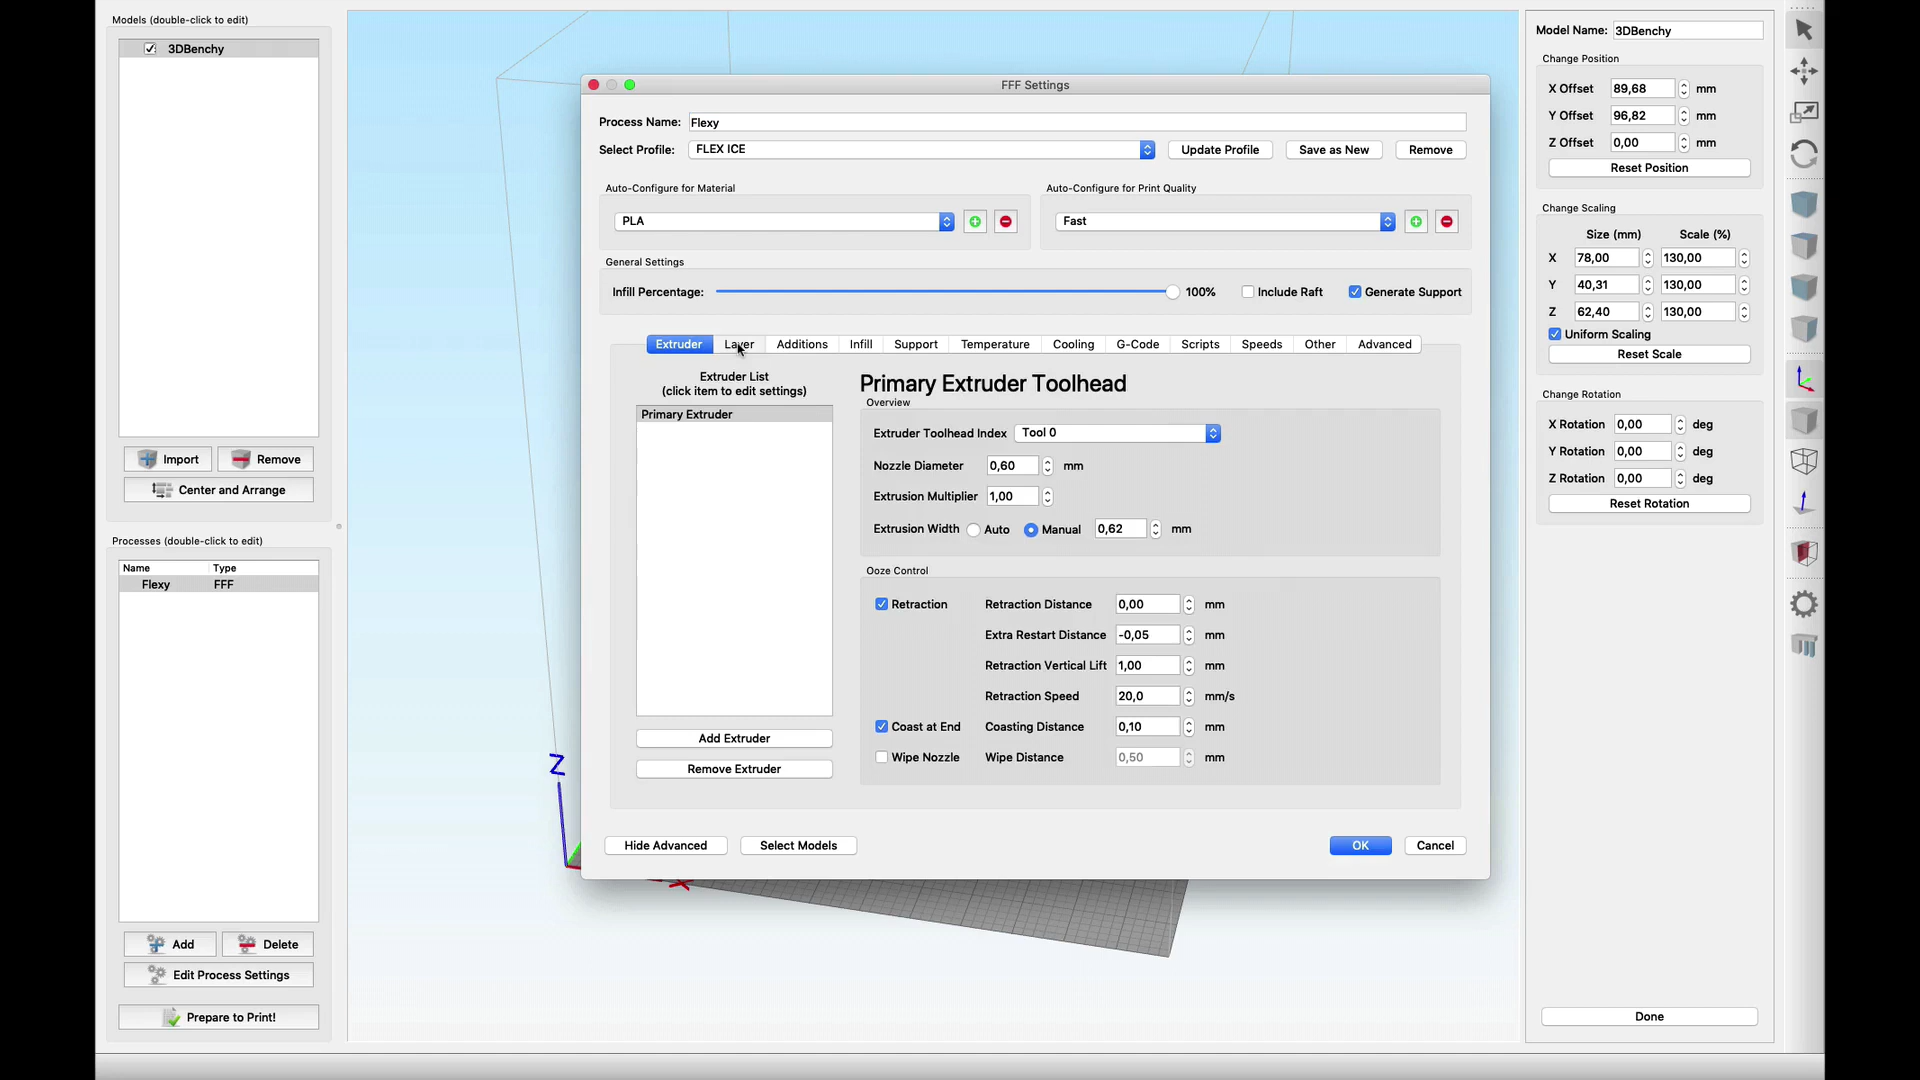 Models (double-click to edit)
3DBenchy
Import
Remove
Center and Arrange
Processes (double-click to edit)
Name Type
Flexy FFF
Add
Delete
Edit Process Settings
Prepare to Print!
Z
X
FFF Settings
Process Name: Flexy
Select Profile: FLEX ICE
Update Profile
Save as New
Remove
Auto-Configure for Material
PLA
Auto-Configure for Print Quality
Fast
General Settings
Infill Percentage: 100%
Include Raft
Generate Support
Extruder Layer Additions Infill Support Temperature Cooling G-Code Scripts Speeds Other Advanced
Extruder List
(click item to edit settings)
Primary Extruder
Add Extruder
Remove Extruder
Primary Extruder Toolhead
Overview
Extruder Toolhead Index Tool 0
Nozzle Diameter 0,60 mm
Extrusion Multiplier 1,00
Extrusion Width Auto Manual 0,62 mm
Ooze Control
Retraction Retraction Distance 0,00 mm
Extra Restart Distance -0,05 mm
Retraction Vertical Lift 1,00 mm
Retraction Speed 20,0 mm/s
Coast at End Coasting Distance 0,10 mm
Wipe Nozzle Wipe Distance 0,50 mm
Hide Advanced
Select Models
OK
Cancel
Model Name: 3DBenchy
Change Position
X Offset 89,68 mm
Y Offset 96,82 mm
Z Offset 0,00 mm
Reset Position
Change Scaling
Size (mm) Scale (%)
X 78,00 130,00
Y 40,31 130,00
Z 62,40 130,00
Uniform Scaling
Reset Scale
Change Rotation
X Rotation 0,00 deg
Y Rotation 0,00 deg
Z Rotation 0,00 deg
Reset Rotation
Done